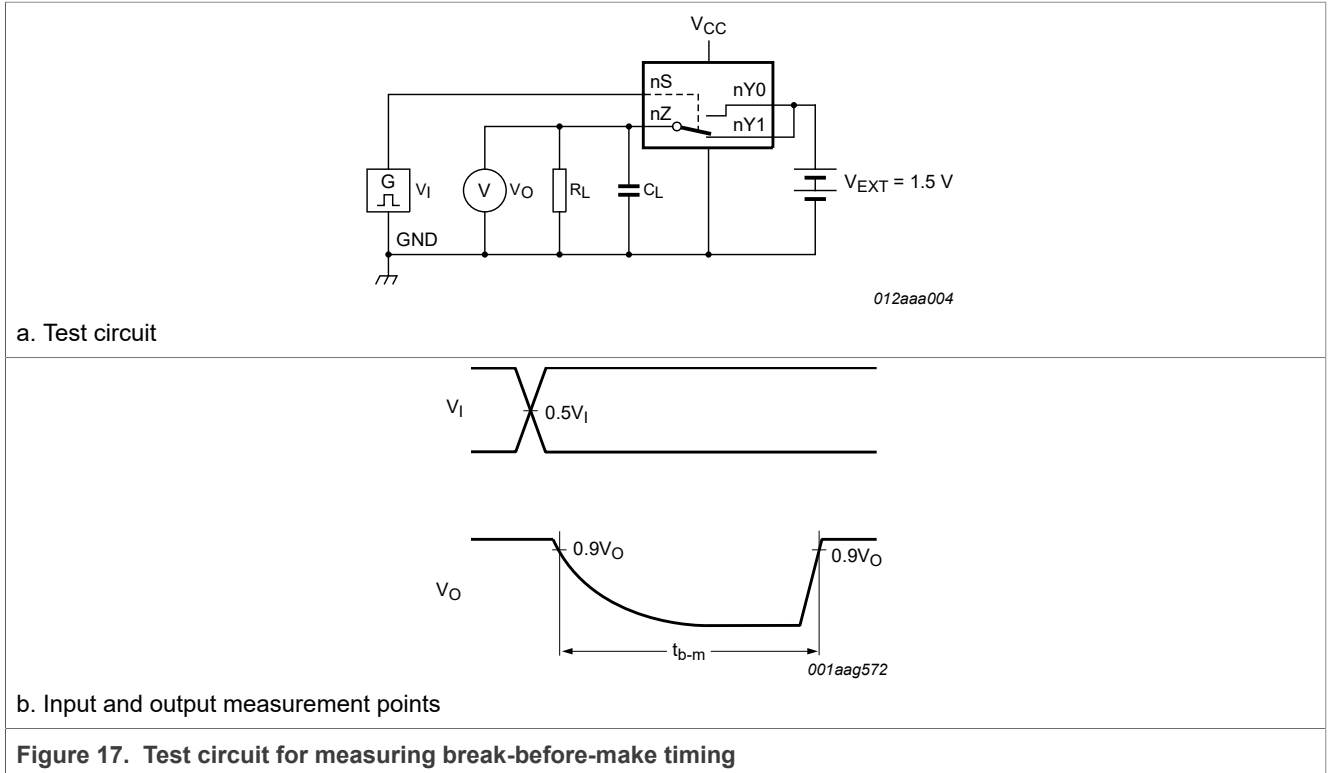 VCC
nS
nY0
nZ
nY1
G
VI
V
VO
RL
CL
VEXT = 1.5 V
GND
012aaa004
a. Test circuit
VI
0.5VI
0.9VO
0.9VO
VO
tb-m
001aag572
b. Input and output measurement points
Figure 17. Test circuit for measuring break-before-make timing